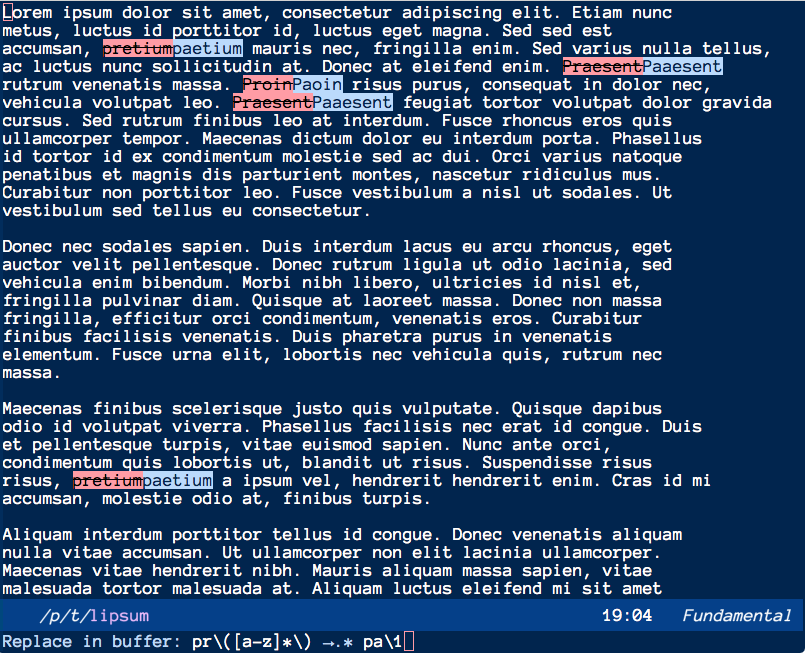 Lorem ipsum dolor sit amet, consectetur adipiscing elit. Etiam nunc
metus, luctus id porttitor id, luctus eget magna. Sed sed est
accumsan, pretiumpaetium mauris nec, fringilla enim. Sed varius nulla tellus,
ac luctus nunc sollicitudin at. Donec at eleifend enim. PraesentPaaesent
rutrum venenatis massa. ProinPaoin risus purus, consequat in dolor nec,
vehicula volutpat leo. PraesentPaaesent feugiat tortor volutpat dolor gravida
cursus. Sed rutrum finibus leo at interdum. Fusce rhoncus eros quis
ullamcorper tempor. Maecenas dictum dolor eu interdum porta. Phasellus
id tortor id ex condimentum molestie sed ac dui. Orci varius natoque
penatibus et magnis dis parturient montes, nascetur ridiculus mus.
Curabitur non porttitor leo. Fusce vestibulum a nisl ut sodales. Ut
vestibulum sed tellus eu consectetur.
Donec nec sodales sapien. Duis interdum lacus eu arcu rhoncus, eget
auctor velit pellentesque. Donec rutrum ligula ut odio lacinia, sed
vehicula enim bibendum. Morbi nibh libero, ultricies id nisl et,
fringilla pulvinar diam. Quisque at laoreet massa. Donec non massa
fringilla, efficitur orci condimentum, venenatis eros. Curabitur
finibus facilisis venenatis. Duis pharetra purus in venenatis
elementum. Fusce urna elit, lobortis nec vehicula quis, rutrum nec
massa.
Maecenas finibus scelerisque justo quis vulputate. Quisque dapibus
odio id volutpat viverra. Phasellus facilisis nec erat id congue. Duis
et pellentesque turpis, vitae euismod sapien. Nunc ante orci,
condimentum quis lobortis ut, blandit ut risus. Suspendisse risus
risus, pretiumpaetium a ipsum vel, hendrerit hendrerit enim. Cras id mi
accumsan, molestie odio at, finibus turpis.
Aliquam interdum porttitor tellus id congue. Donec venenatis aliquam
nulla vitae accumsan. Ut ullamcorper non elit lacinia ullamcorper.
Maecenas vitae hendrerit nibh. Mauris aliquam massa sapien, vitae
malesuada tortor malesuada at. Aliquam luctus eleifend mi sit amet
/p/t/lipsum 19:04 Fundamental
Replace in buffer: pr\([a-z]*\) →.* pa\1